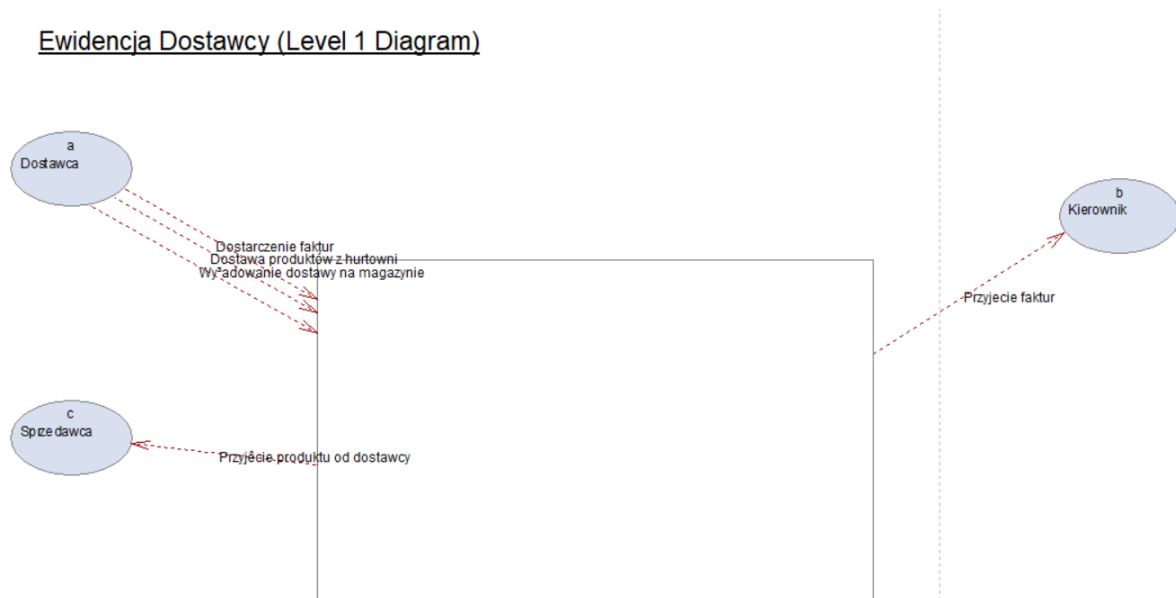 Ewidencja Dostawcy (Level 1 Diagram)
a
Dostawca
b
Kierownik
Dostarczenie faktur
Dostawa produktów z hurtowni
Wy³adowanie dostawy na magazynie
Przyjecie faktur
c
Sprzedawca
Przyjêcie produktu od dostawcy